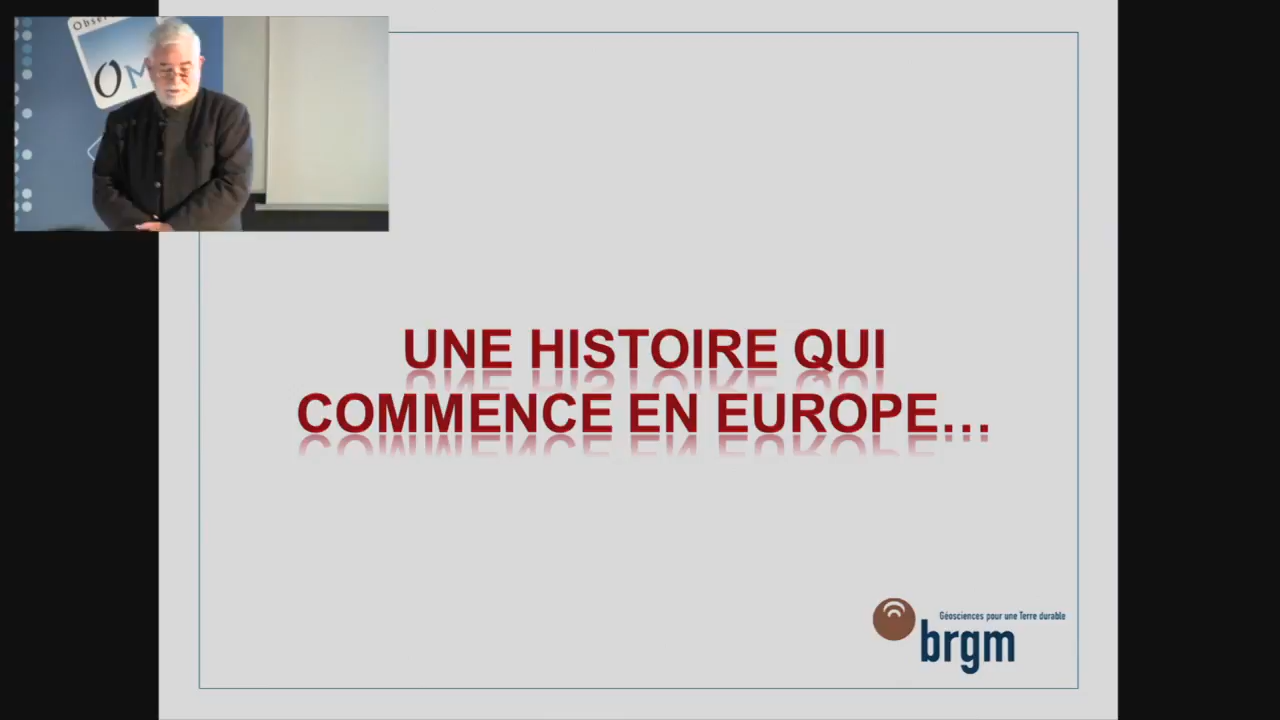 UNE HISTOIRE QUI
COMMENCE EN EUROPE...
Géosciences pour une Terre durable
brgm